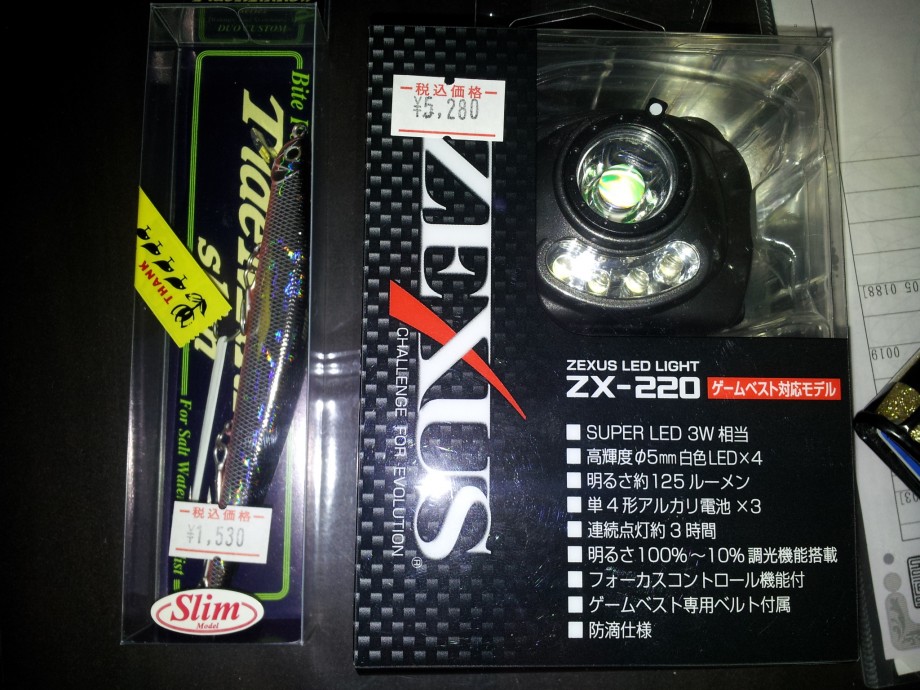 DUO CUSTOM
Bite
THANK
For Salt Water
税込価格
¥1,530
Slim
Model
税込価格
¥5,280
ZEXUS
CHALLENGE FOR EVOLUTION
®
ZEXUS LED LIGHT
ZX-220 ゲームベスト対応モデル
■ SUPER LED 3W 相当
■ 高輝度φ5mm白色LED×4
■ 明るさ約125ルーメン
■ 単4形アルカリ電池×3
■ 連続点灯約3時間
■ 明るさ100%～10%調光機能搭載
■ フォーカスコントロール機能付
■ ゲームベスト専用ベルト付属
■ 防滴仕様
0019